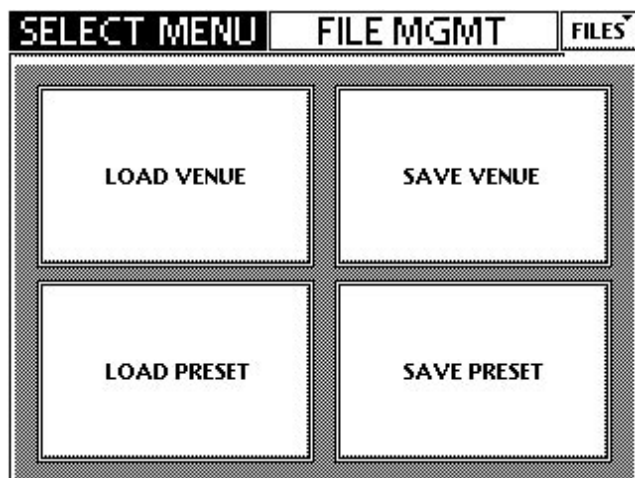 SELECT MENU FILE MGMT FILES
LOAD VENUE SAVE VENUE
LOAD PRESET SAVE PRESET